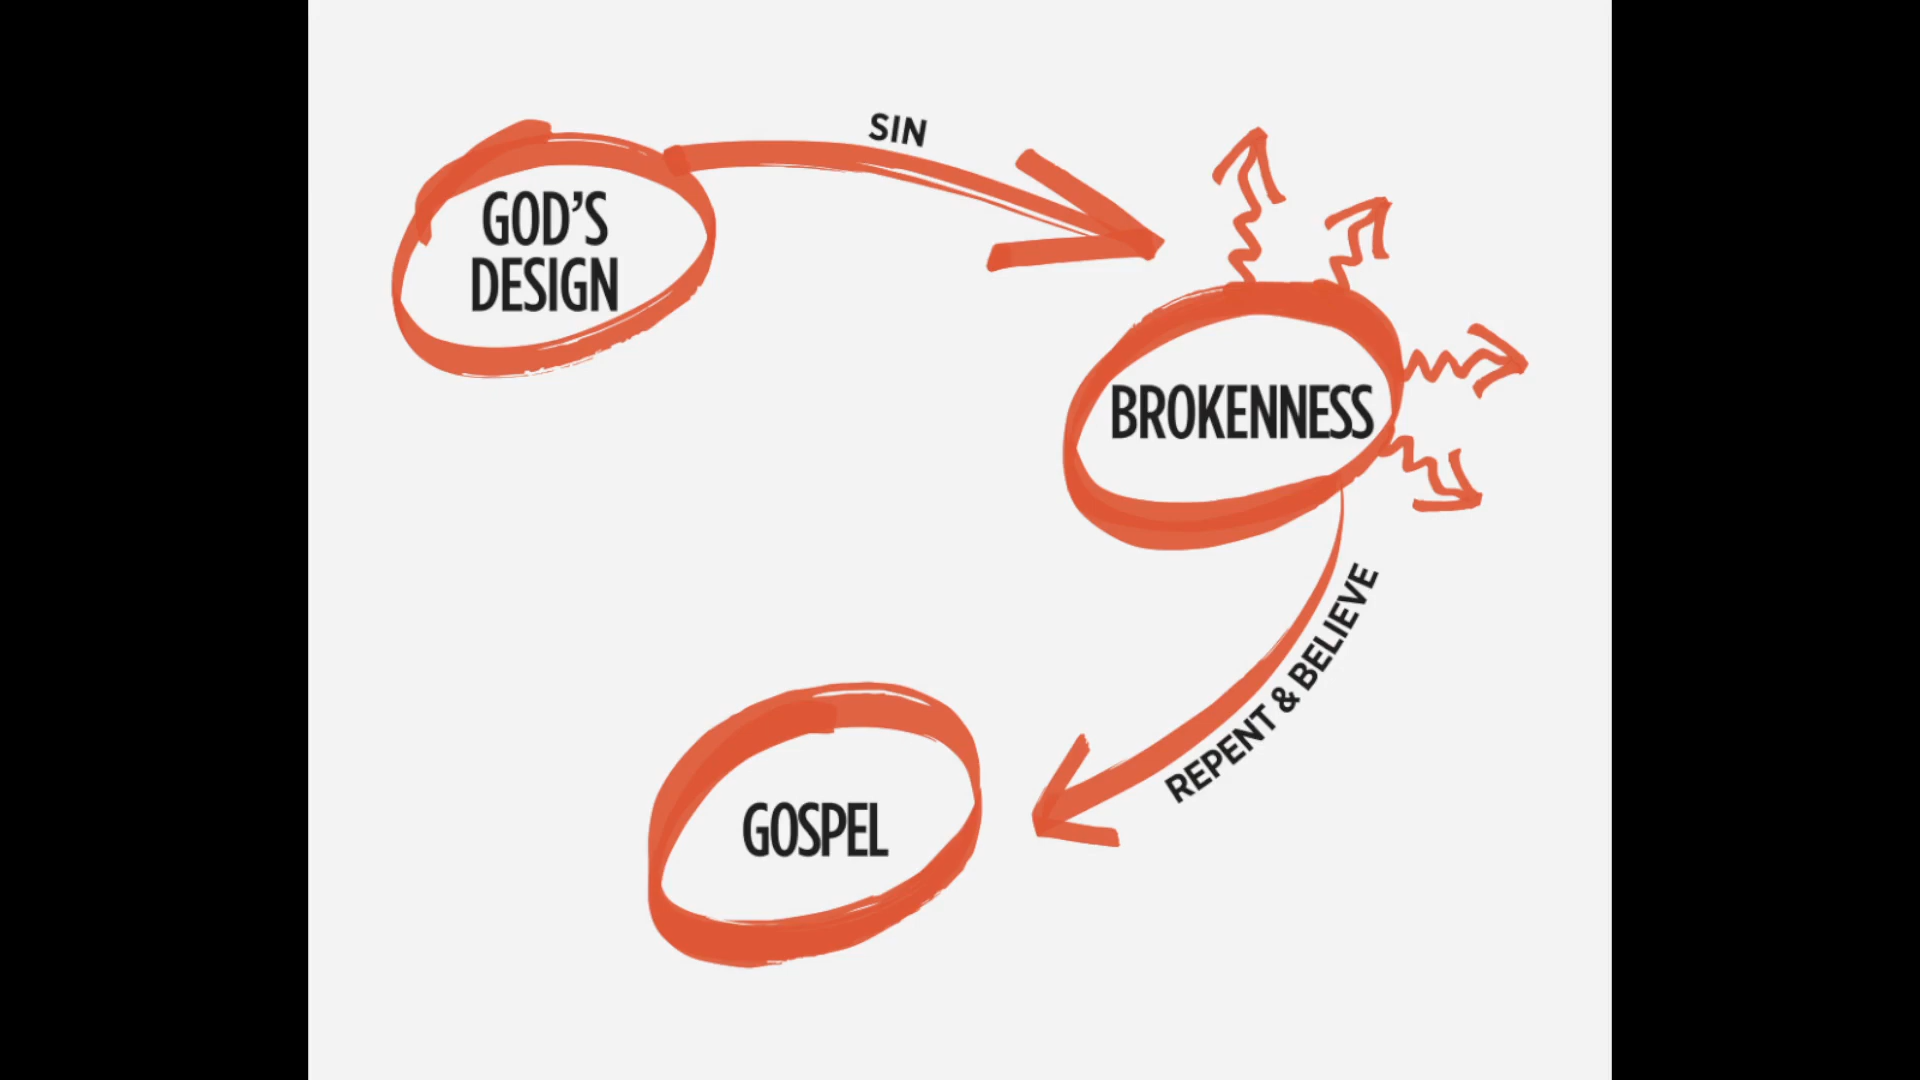 SIN
GOD'S
DESIGN
BROKENNESS
REPENT & BELIEVE
GOSPEL